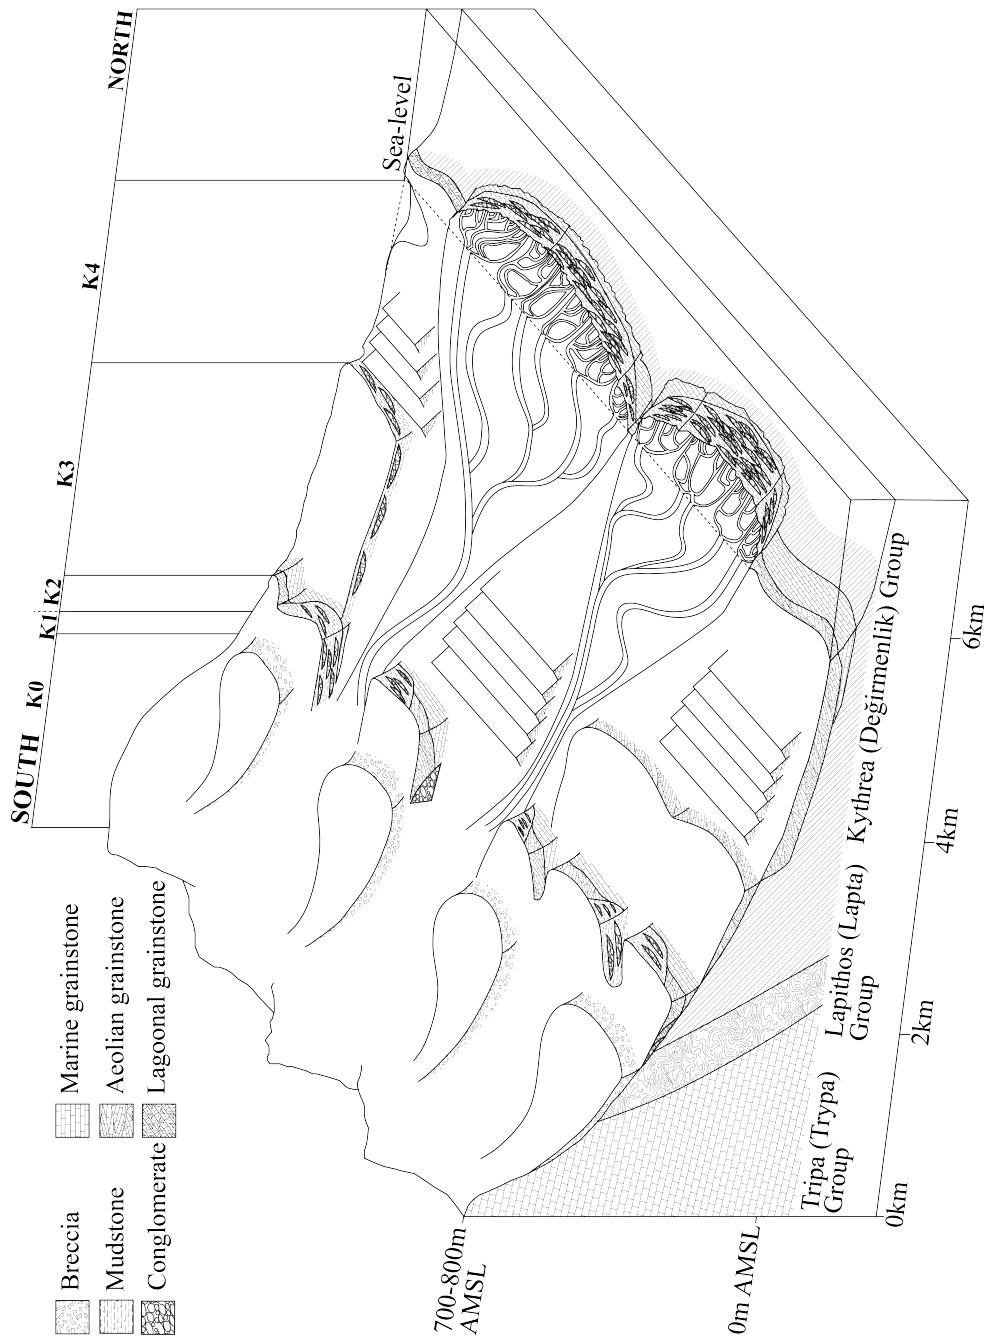 SOUTH
K0
K1
K2
K3
K4
NORTH
Sea-level
Breccia
Mudstone
Conglomerate
Marine grainstone
Aeolian grainstone
Lagoonal grainstone
700-800m
AMSL
0m AMSL
Tripa (Trypa)
Group
Lapithos (Lapta)
Group
Kythrea (Değirmenlik) Group
0km
2km
4km
6km